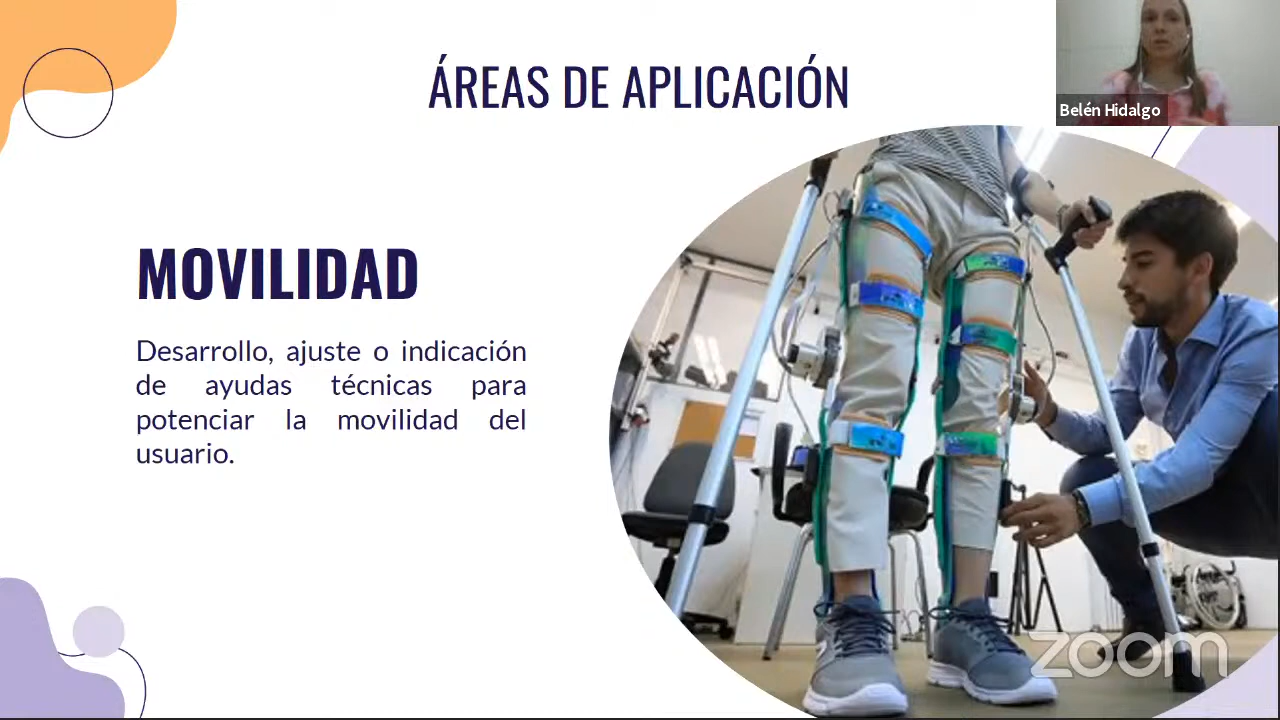 ÁREAS DE APLICACIÓN
Belén Hidalgo
MOVILIDAD
Desarrollo, ajuste o indicación
de ayudas técnicas para
potenciar la movilidad del
usuario.
zoom